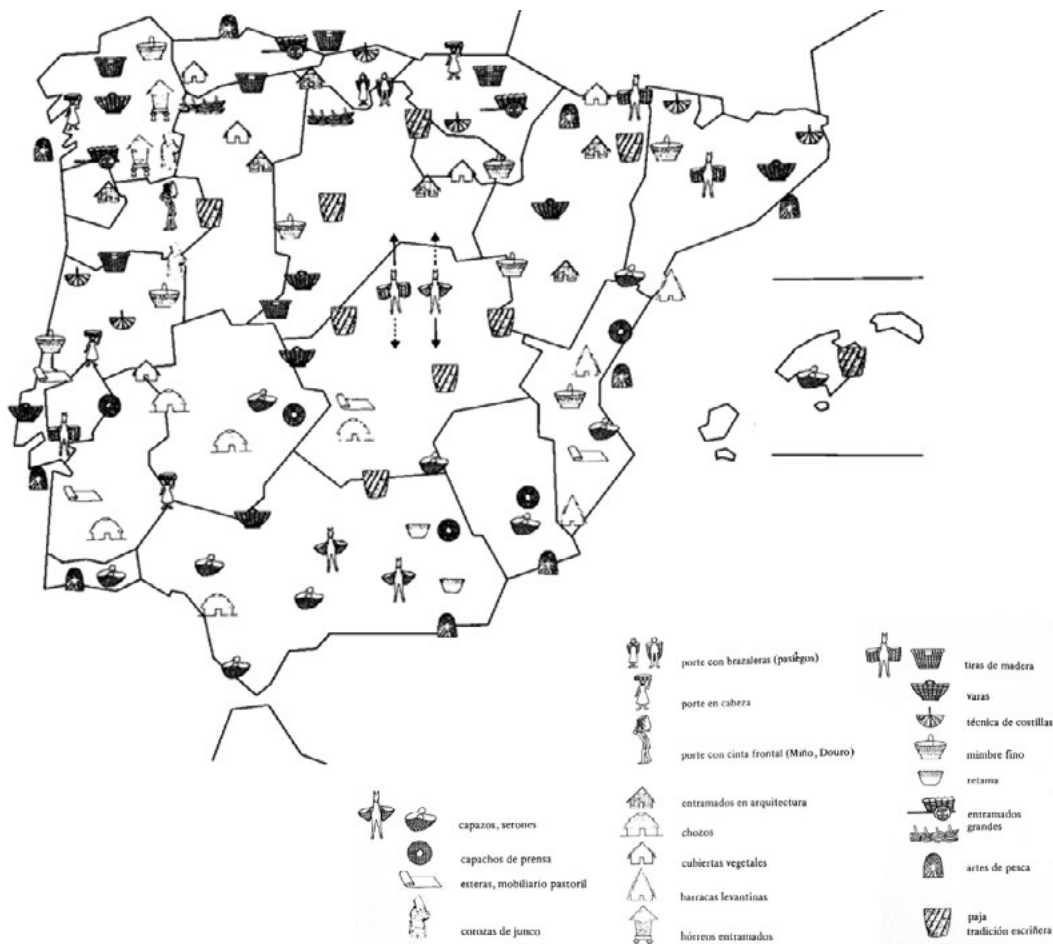 porte con brazaleras (pasiegos)
porte en cabeza
porte con cinta frontal (Miño, Douro)
entramados en arquitectura
chozos
cubiertas vegetales
barracas levantinas
hórreos entramados
capazos, serones
capachos de prensa
esteras, mobiliario pastoril
corozas de junco
tiras de madera
varas
técnica de costillas
mimbre fino
retama
entramados
grandes
artes de pesca
paja
tradición escriñera